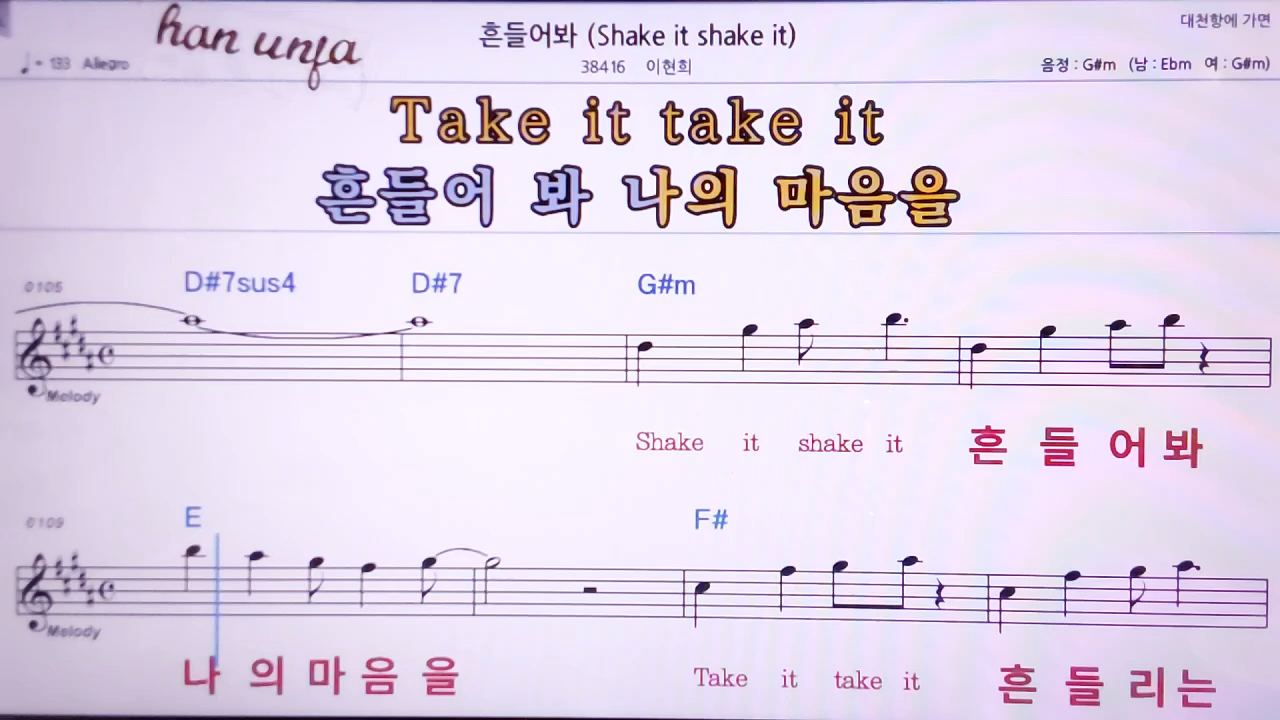 han unja
흔들어봐 (Shake it shake it)
대천항에 가면
♩= 133 Allegro
38416 이현희
음정 : G#m (남 : Ebm 여 : G#m)
Take it take it
흔들어 봐 나의 마음을
0105 D#7sus4 D#7 G#m
Melody
Shake it shake it 흔 들 어 봐
0109 E F#
Melody
나 의 마 음 을 Take it take it 흔 들 리 는